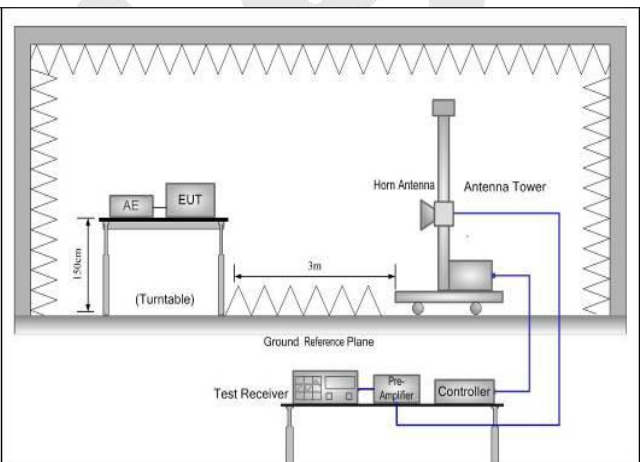 Horn Antenna
Antenna Tower
AE
EUT
150cm
3m
(Turntable)
Ground Reference Plane
Test Receiver
Pre-
Amplifier
Controller